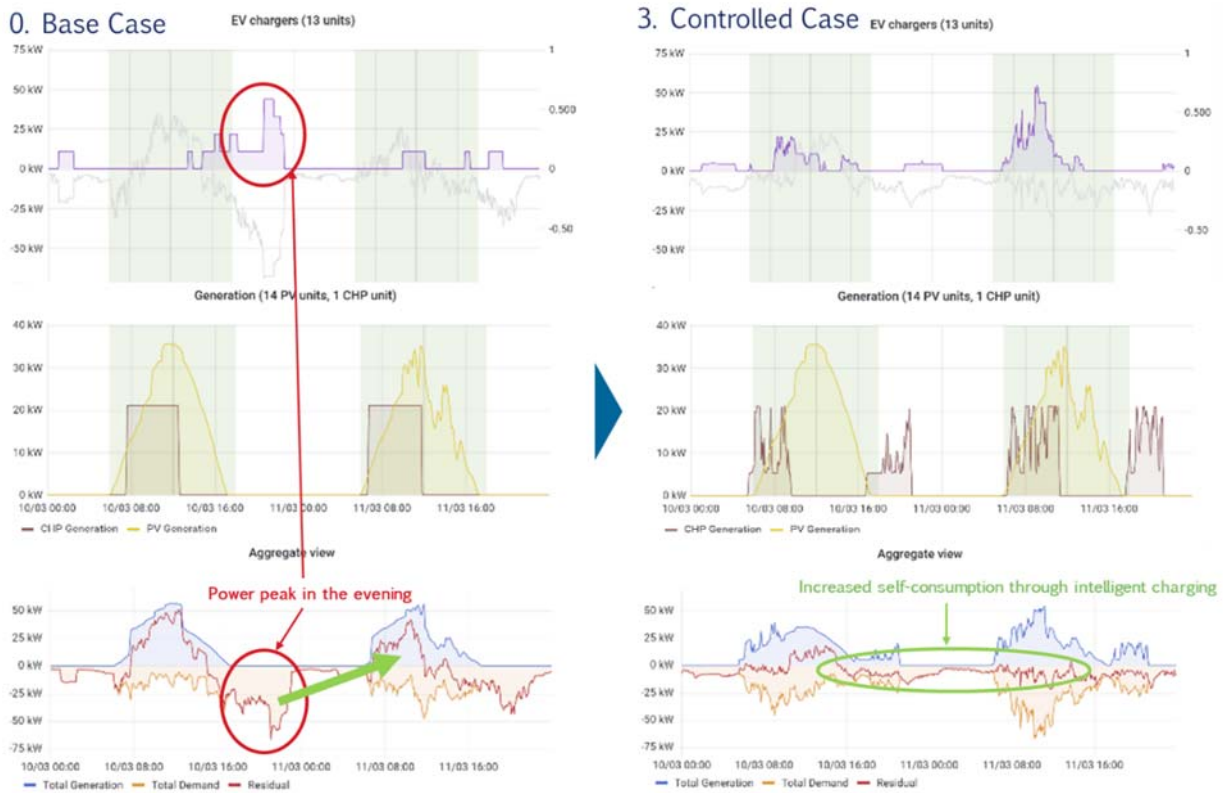 0. Base Case
EV chargers (13 units)
75 kW
50 kW
25 kW
0 kW
-25 kW
-50 kW
1
0.500
0
-0.50
Generation (14 PV units, 1 CHP unit)
40 kW
30 kW
20 kW
10 kW
0 kW
10/03 00:00 10/03 08:00 10/03 16:00 11/03 00:00 11/03 08:00 11/03 16:00
CHP Generation PV Generation
Aggregate view
Power peak in the evening
50 kW
25 kW
0 kW
-25 kW
-50 kW
-75 kW
10/03 00:00 10/03 08:00 10/03 16:00 11/03 00:00 11/03 08:00 11/03 16:00
Total Generation Total Demand Residual
3. Controlled Case
EV chargers (13 units)
75 kW
50 kW
25 kW
0 kW
-25 kW
-50 kW
1
0.500
0
-0.50
Generation (14 PV units, 1 CHP unit)
40 kW
30 kW
20 kW
10 kW
0 kW
10/03 00:00 10/03 08:00 10/03 16:00 11/03 00:00 11/03 08:00 11/03 16:00
CHP Generation PV Generation
Aggregate view
Increased self-consumption through intelligent charging
50 kW
25 kW
0 kW
-25 kW
-50 kW
-75 kW
10/03 00:00 10/03 08:00 10/03 16:00 11/03 00:00 11/03 08:00 11/03 16:00
Total Generation Total Demand Residual